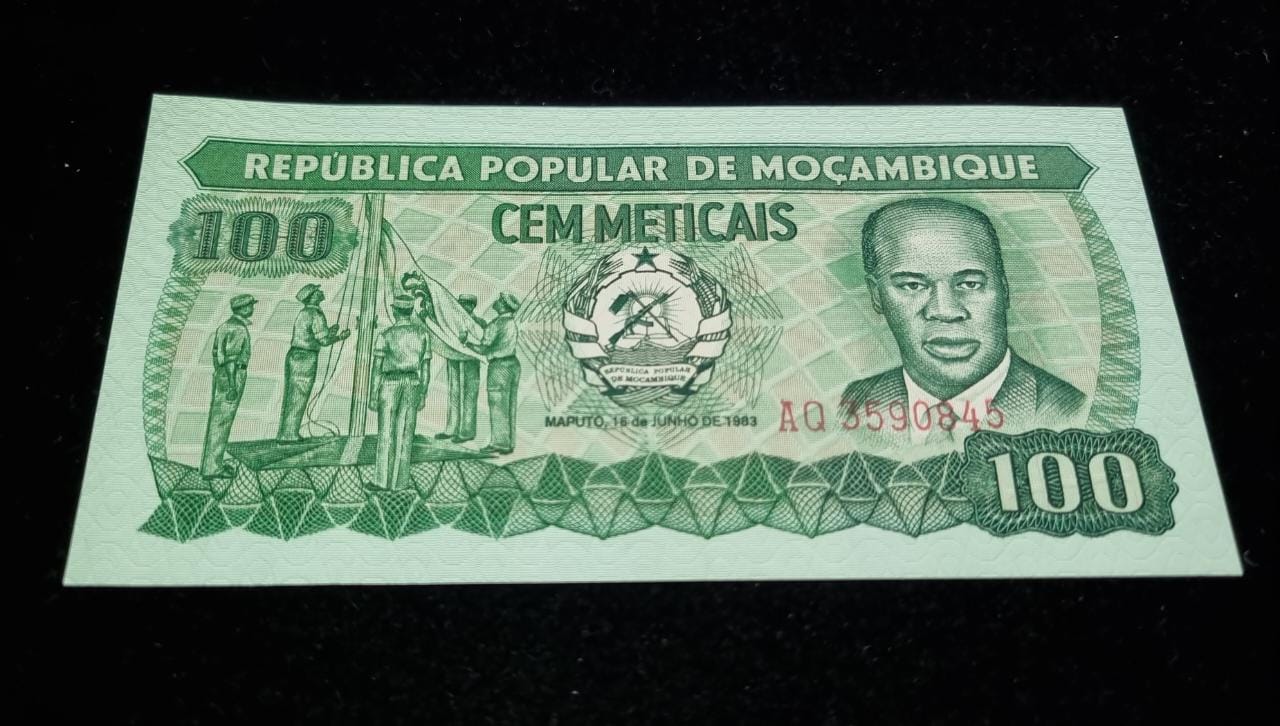 REPÚBLICA POPULAR DE MOÇAMBIQUE
100
CEM METICAIS
REPÚBLICA POPULAR
DE MOÇAMBIQUE
MAPUTO, 16 de JUNHO DE 1983
AQ 3590845
100